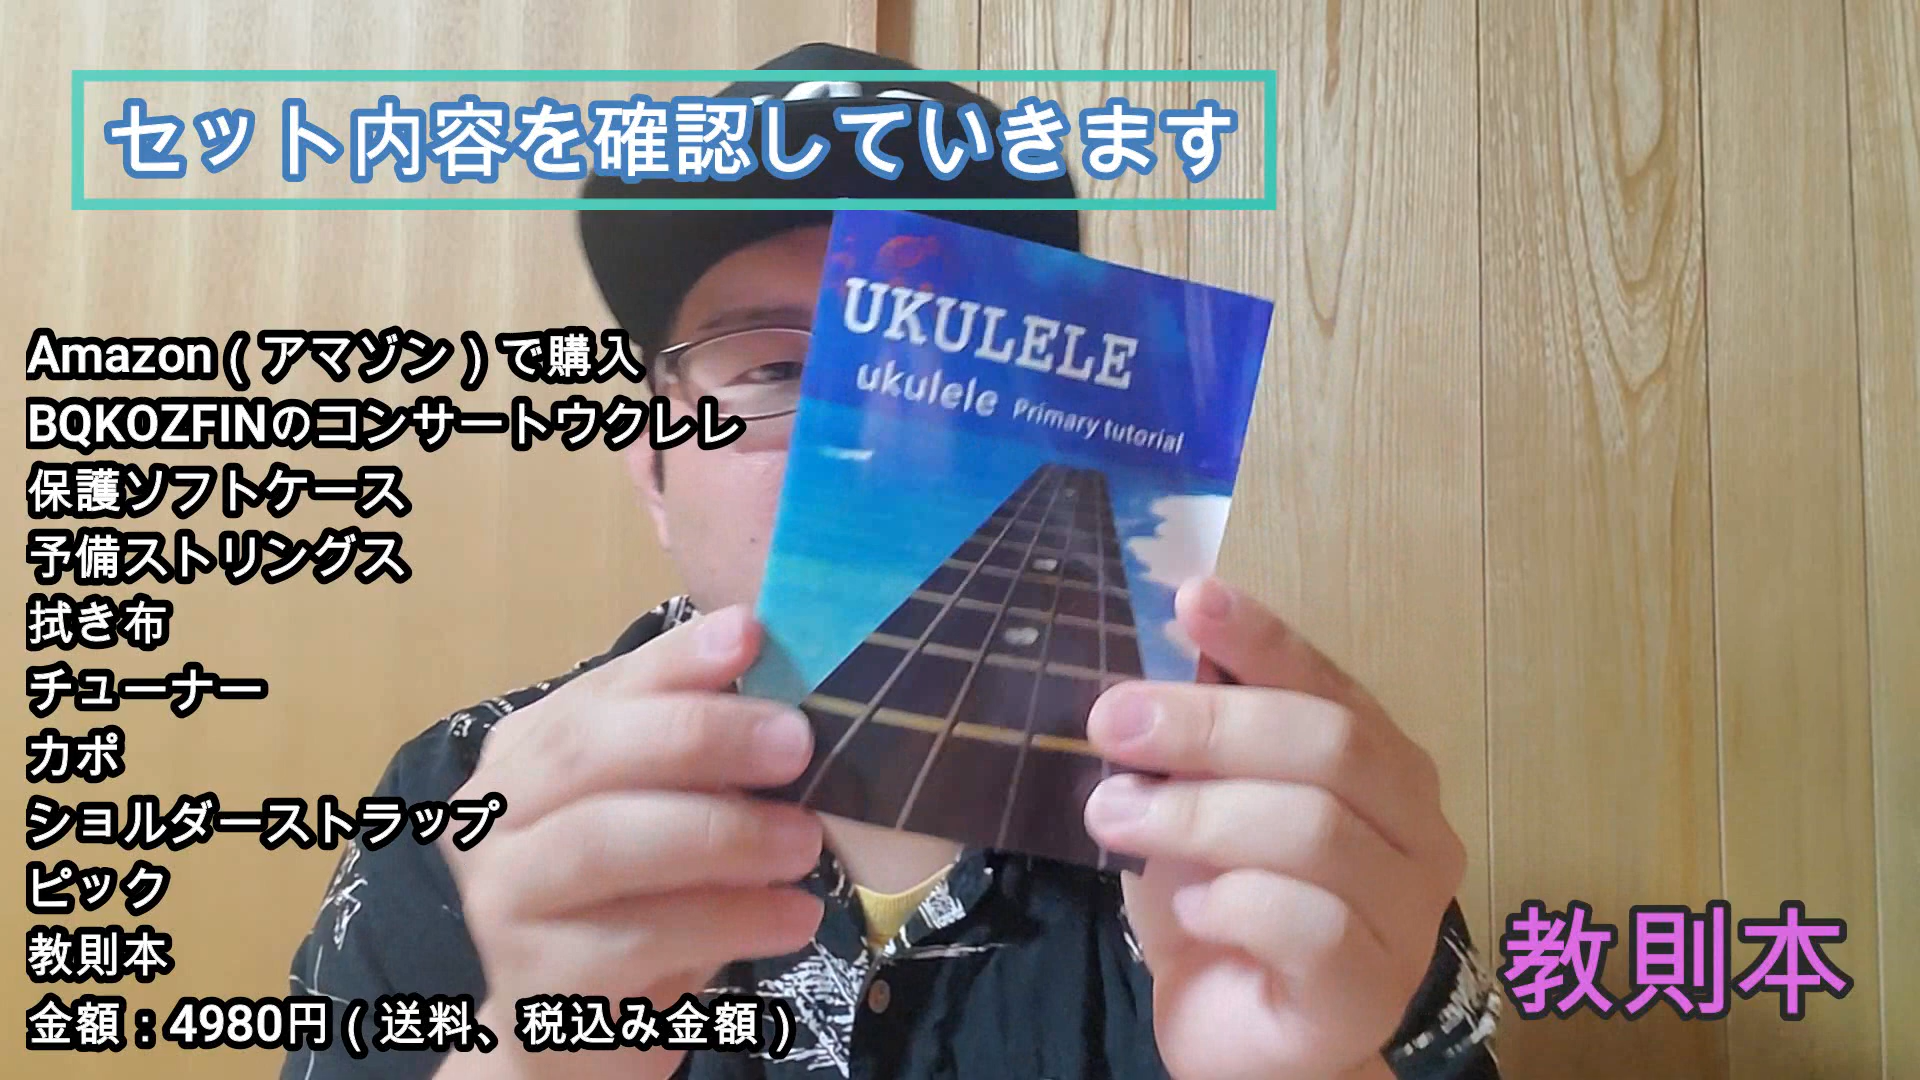 セット内容を確認していきます
UKULELE
ukulele Primary tutorial
Amazon（アマゾン）で購入
BQKOZFINのコンサートウクレレ
保護ソフトケース
予備ストリングス
拭き布
チューナー
カポ
ショルダーストラップ
ピック
教則本
金額：4980円（送料、税込み金額）
教則本